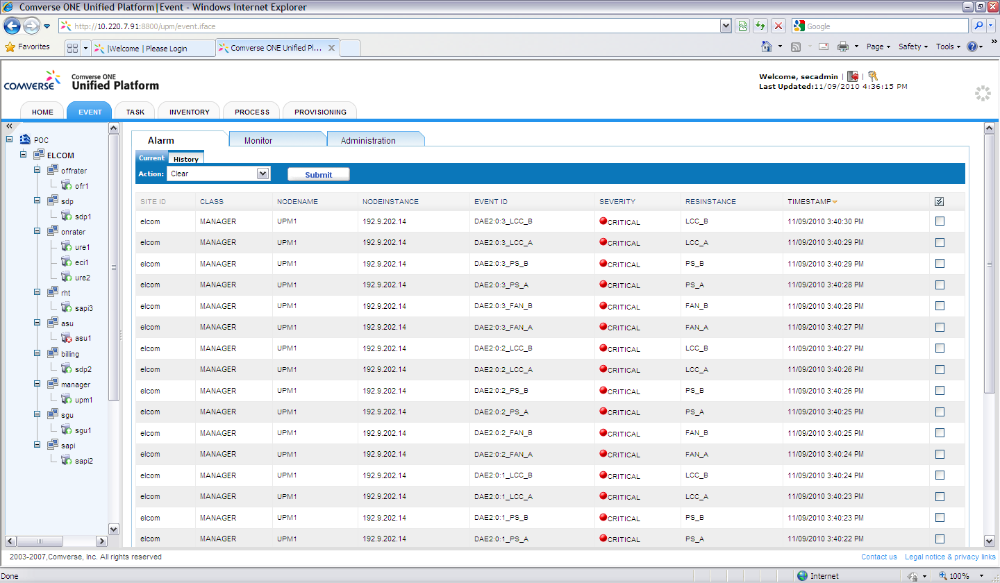 Comverse ONE Unified Platform|Event - Windows Internet Explorer
http://10.220.7.91:8800/upm/event.iface
Google
Favorites
|Welcome | Please Login
Comverse ONE Unified Pl...
Page
Safety
Tools
COMVERSE
Comverse ONE
Unified Platform
Welcome, secadmin |
|
Last Updated:11/09/2010 4:36:15 PM
HOME
EVENT
TASK
INVENTORY
PROCESS
PROVISIONING
POC
ELCOM
offrater
ofr1
sdp
sdp1
onrater
ure1
eci1
ure2
rht
sapi3
asu
asu1
billing
sdp2
manager
upm1
sgu
sgu1
sapi
sapi2
Alarm
Monitor
Administration
Current
History
Action:
Clear
Submit
SITE ID CLASS NODENAME NODEINSTANCE EVENT ID SEVERITY RESINSTANCE TIMESTAMP
elcom MANAGER UPM1 192.9.202.14 DAE2:0:3_LCC_B CRITICAL LCC_B 11/09/2010 3:40:30 PM
elcom MANAGER UPM1 192.9.202.14 DAE2:0:3_LCC_A CRITICAL LCC_A 11/09/2010 3:40:29 PM
elcom MANAGER UPM1 192.9.202.14 DAE2:0:3_PS_B CRITICAL PS_B 11/09/2010 3:40:29 PM
elcom MANAGER UPM1 192.9.202.14 DAE2:0:3_PS_A CRITICAL PS_A 11/09/2010 3:40:28 PM
elcom MANAGER UPM1 192.9.202.14 DAE2:0:3_FAN_B CRITICAL FAN_B 11/09/2010 3:40:28 PM
elcom MANAGER UPM1 192.9.202.14 DAE2:0:3_FAN_A CRITICAL FAN_A 11/09/2010 3:40:27 PM
elcom MANAGER UPM1 192.9.202.14 DAE2:0:2_LCC_B CRITICAL LCC_B 11/09/2010 3:40:27 PM
elcom MANAGER UPM1 192.9.202.14 DAE2:0:2_LCC_A CRITICAL LCC_A 11/09/2010 3:40:26 PM
elcom MANAGER UPM1 192.9.202.14 DAE2:0:2_PS_B CRITICAL PS_B 11/09/2010 3:40:26 PM
elcom MANAGER UPM1 192.9.202.14 DAE2:0:2_PS_A CRITICAL PS_A 11/09/2010 3:40:25 PM
elcom MANAGER UPM1 192.9.202.14 DAE2:0:2_FAN_B CRITICAL FAN_B 11/09/2010 3:40:25 PM
elcom MANAGER UPM1 192.9.202.14 DAE2:0:2_FAN_A CRITICAL FAN_A 11/09/2010 3:40:24 PM
elcom MANAGER UPM1 192.9.202.14 DAE2:0:1_LCC_B CRITICAL LCC_B 11/09/2010 3:40:24 PM
elcom MANAGER UPM1 192.9.202.14 DAE2:0:1_LCC_A CRITICAL LCC_A 11/09/2010 3:40:23 PM
elcom MANAGER UPM1 192.9.202.14 DAE2:0:1_PS_B CRITICAL PS_B 11/09/2010 3:40:23 PM
elcom MANAGER UPM1 192.9.202.14 DAE2:0:1_PS_A CRITICAL PS_A 11/09/2010 3:40:22 PM
2003-2007,Comverse, Inc. All rights reserved
Contact us
Legal notice & privacy links
Done
Internet
100%